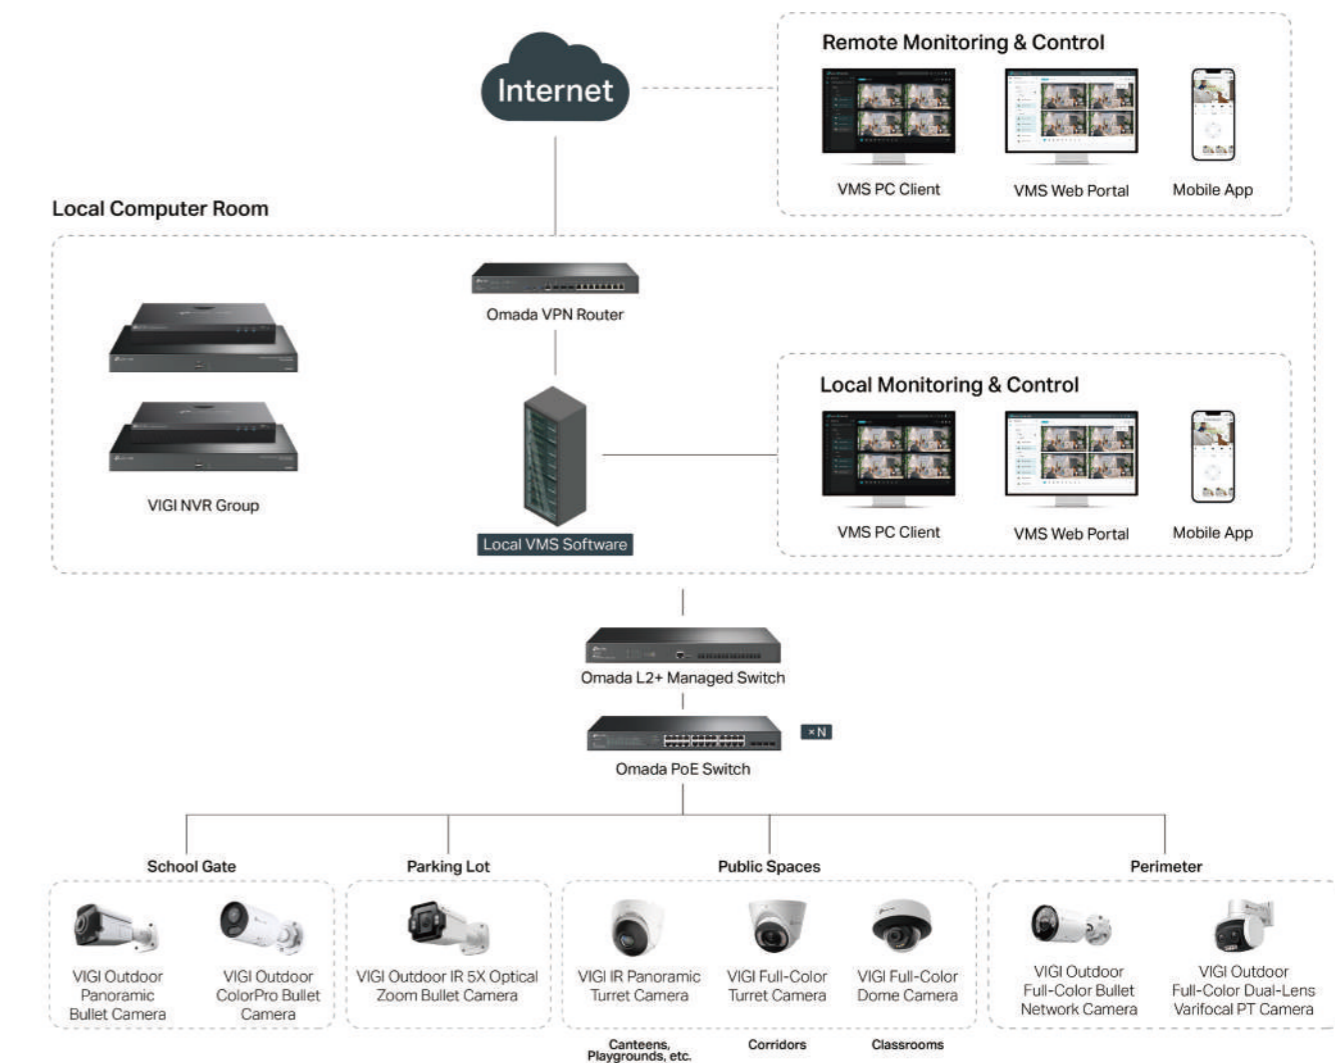 Internet
Remote Monitoring & Control
VMS PC Client
VMS Web Portal
Mobile App
Local Computer Room
Omada VPN Router
VIGI NVR Group
Local VMS Software
Local Monitoring & Control
VMS PC Client
VMS Web Portal
Mobile App
Omada L2+ Managed Switch
Omada PoE Switch
×N
School Gate
Parking Lot
Public Spaces
Perimeter
VIGI Outdoor
Panoramic
Bullet Camera
VIGI Outdoor
ColorPro Bullet
Camera
VIGI Outdoor IR 5X Optical
Zoom Bullet Camera
VIGI IR Panoramic
Turret Camera
VIGI Full-Color
Turret Camera
VIGI Full-Color
Dome Camera
VIGI Outdoor
Full-Color Bullet
Network Camera
VIGI Outdoor
Full-Color Dual-Lens
Varifocal PT Camera
Canteens,
Playgrounds, etc.
Corridors
Classrooms